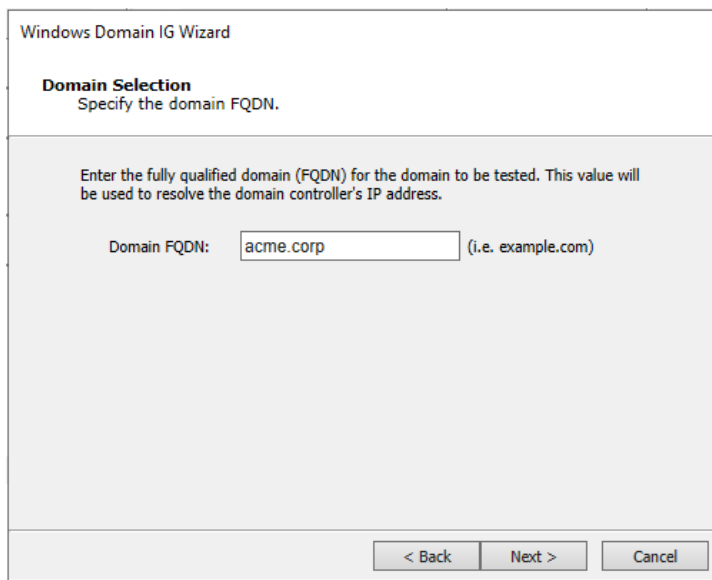 Windows Domain IG Wizard
Domain Selection
Specify the domain FQDN.
Enter the fully qualified domain (FQDN) for the domain to be tested. This value will
be used to resolve the domain controller's IP address.
Domain FQDN: acme.corp (i.e. example.com)
< Back Next > Cancel